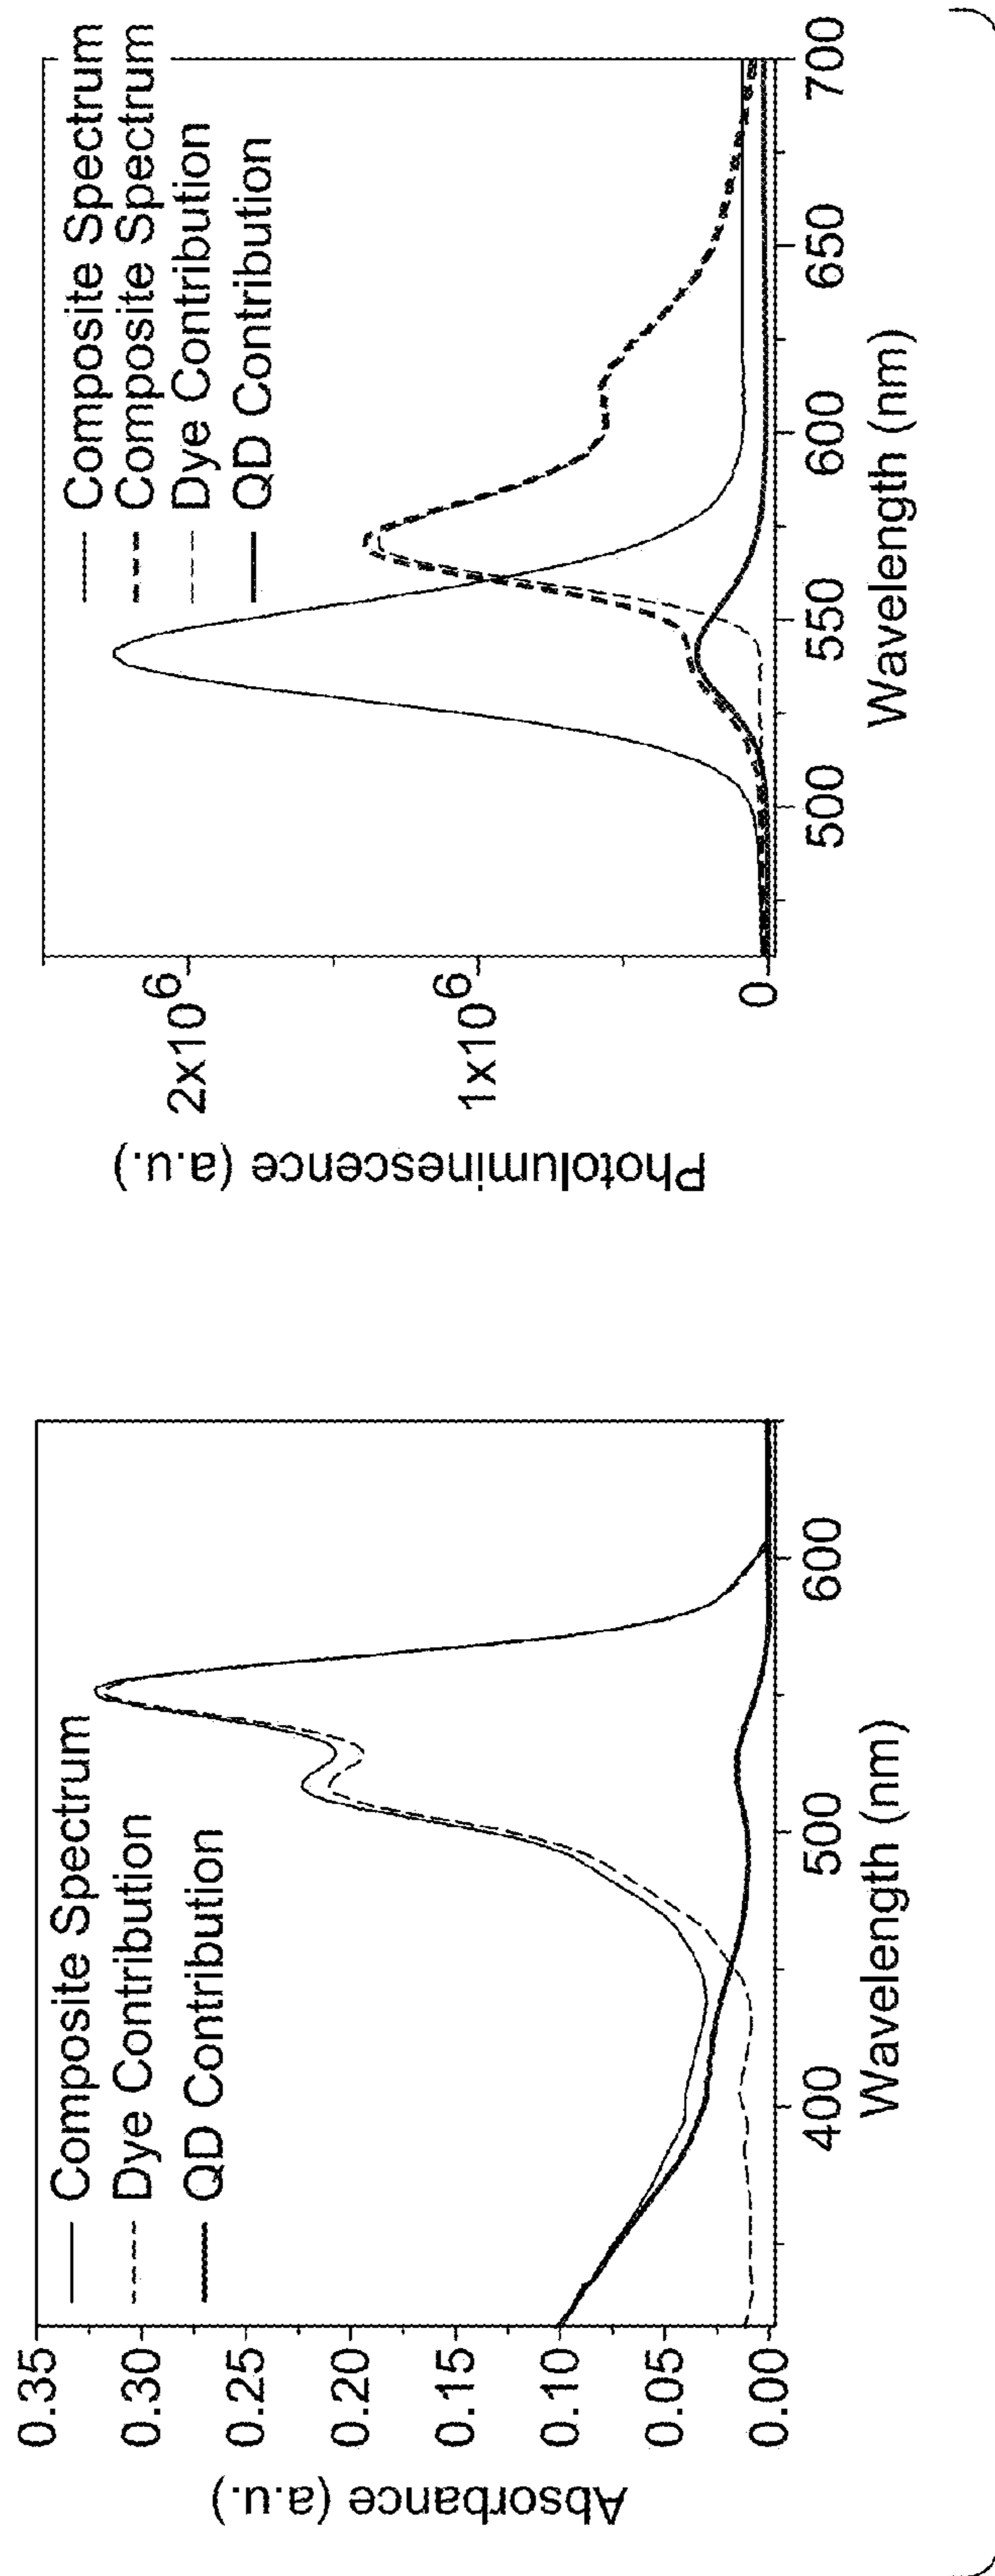 0.35
0.30
0.25
0.20
0.15
0.10
0.05
0.00
Absorbance (a.u.)
Composite Spectrum
Dye Contribution
QD Contribution
400
500
600
Wavelength (nm)
2x10^6
1x10^6
0
Photoluminescence (a.u.)
Composite Spectrum
Composite Spectrum
Dye Contribution
QD Contribution
500
550
600
650
700
Wavelength (nm)